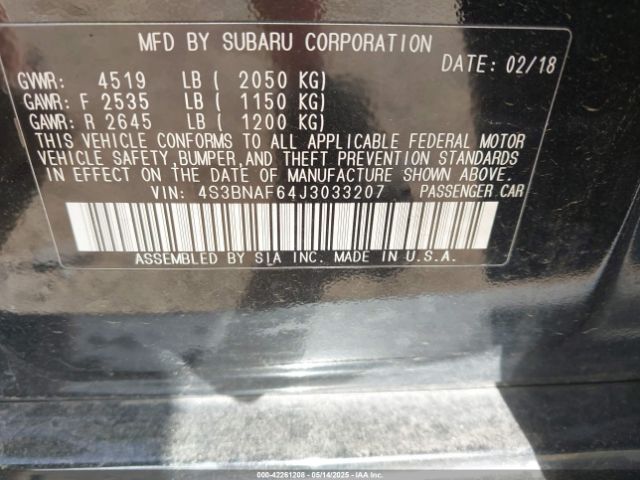 MFD BY SUBARU CORPORATION
DATE: 02/18
GVWR: 4519 LB ( 2050 KG)
GAWR: F 2535 LB ( 1150 KG)
GAWR: R 2645 LB ( 1200 KG)
THIS VEHICLE CONFORMS TO ALL APPLICABLE FEDERAL MOTOR
VEHICLE SAFETY, BUMPER, AND THEFT PREVENTION STANDARDS
IN EFFECT ON THE DATE OF MANUFACTURE SHOWN ABOVE.
VIN: 4S3BNAF64J3033207 PASSENGER CAR
ASSEMBLED BY SIA INC. MADE IN U.S.A.
000-42261208 - 05/14/2025 - IAAI.COM